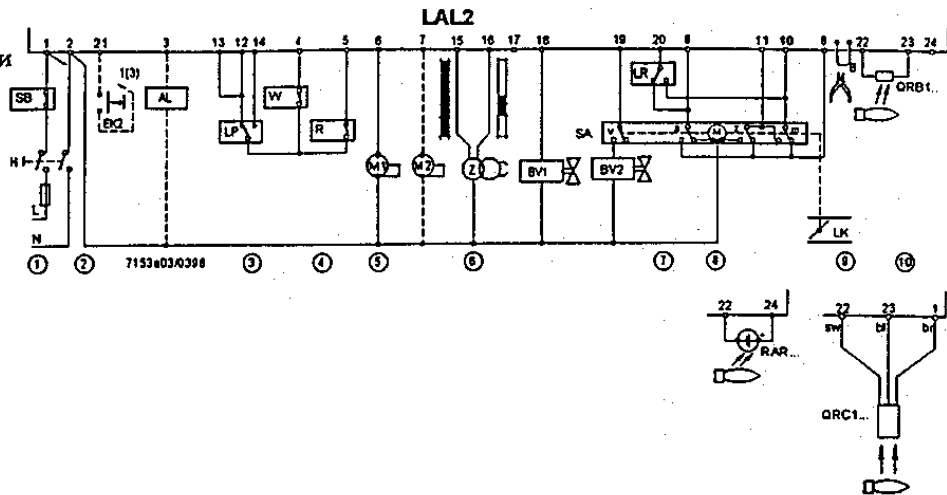 LAL2
И
1 2 21 3 13 12 14 4 5 6 7 15 16 17 18 19 20 8 11 10 8 22 23 24
1(3)
SB
EK2
AL
W
LR
QRB1...
H
LP
R
SA
M
M1
M2
Z
BV1
BV2
L
LK
N
1 2 7153a03/0398 3 4 5 6 7 8 9 10
22 24
RAR...
22 23 1
sw bl br
QRC1...